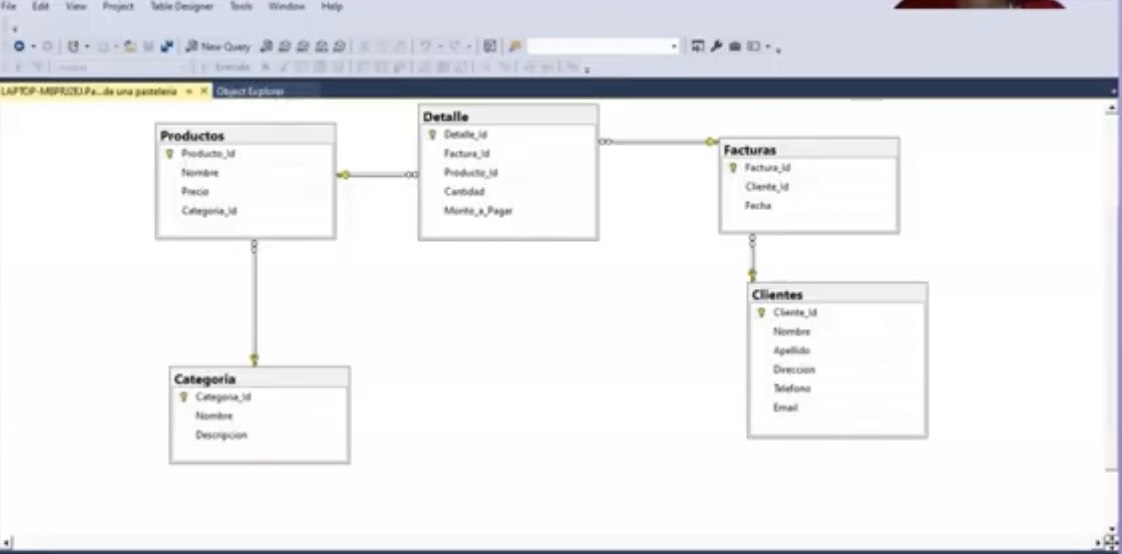 File Edit View Project Table Designer Tools Window Help
New Query
Execute
LAPTOP-MBPRJ2EJ.Pa...de una pasteleria Object Explorer
Productos
Producto_Id
Nombre
Precio
Categoria_Id
Detalle
Detalle_Id
Factura_Id
Producto_Id
Cantidad
Monto_a_Pagar
Facturas
Factura_Id
Cliente_Id
Fecha
Clientes
Cliente_Id
Nombre
Apellido
Direccion
Telefono
Email
Categoria
Categoria_Id
Nombre
Descripcion